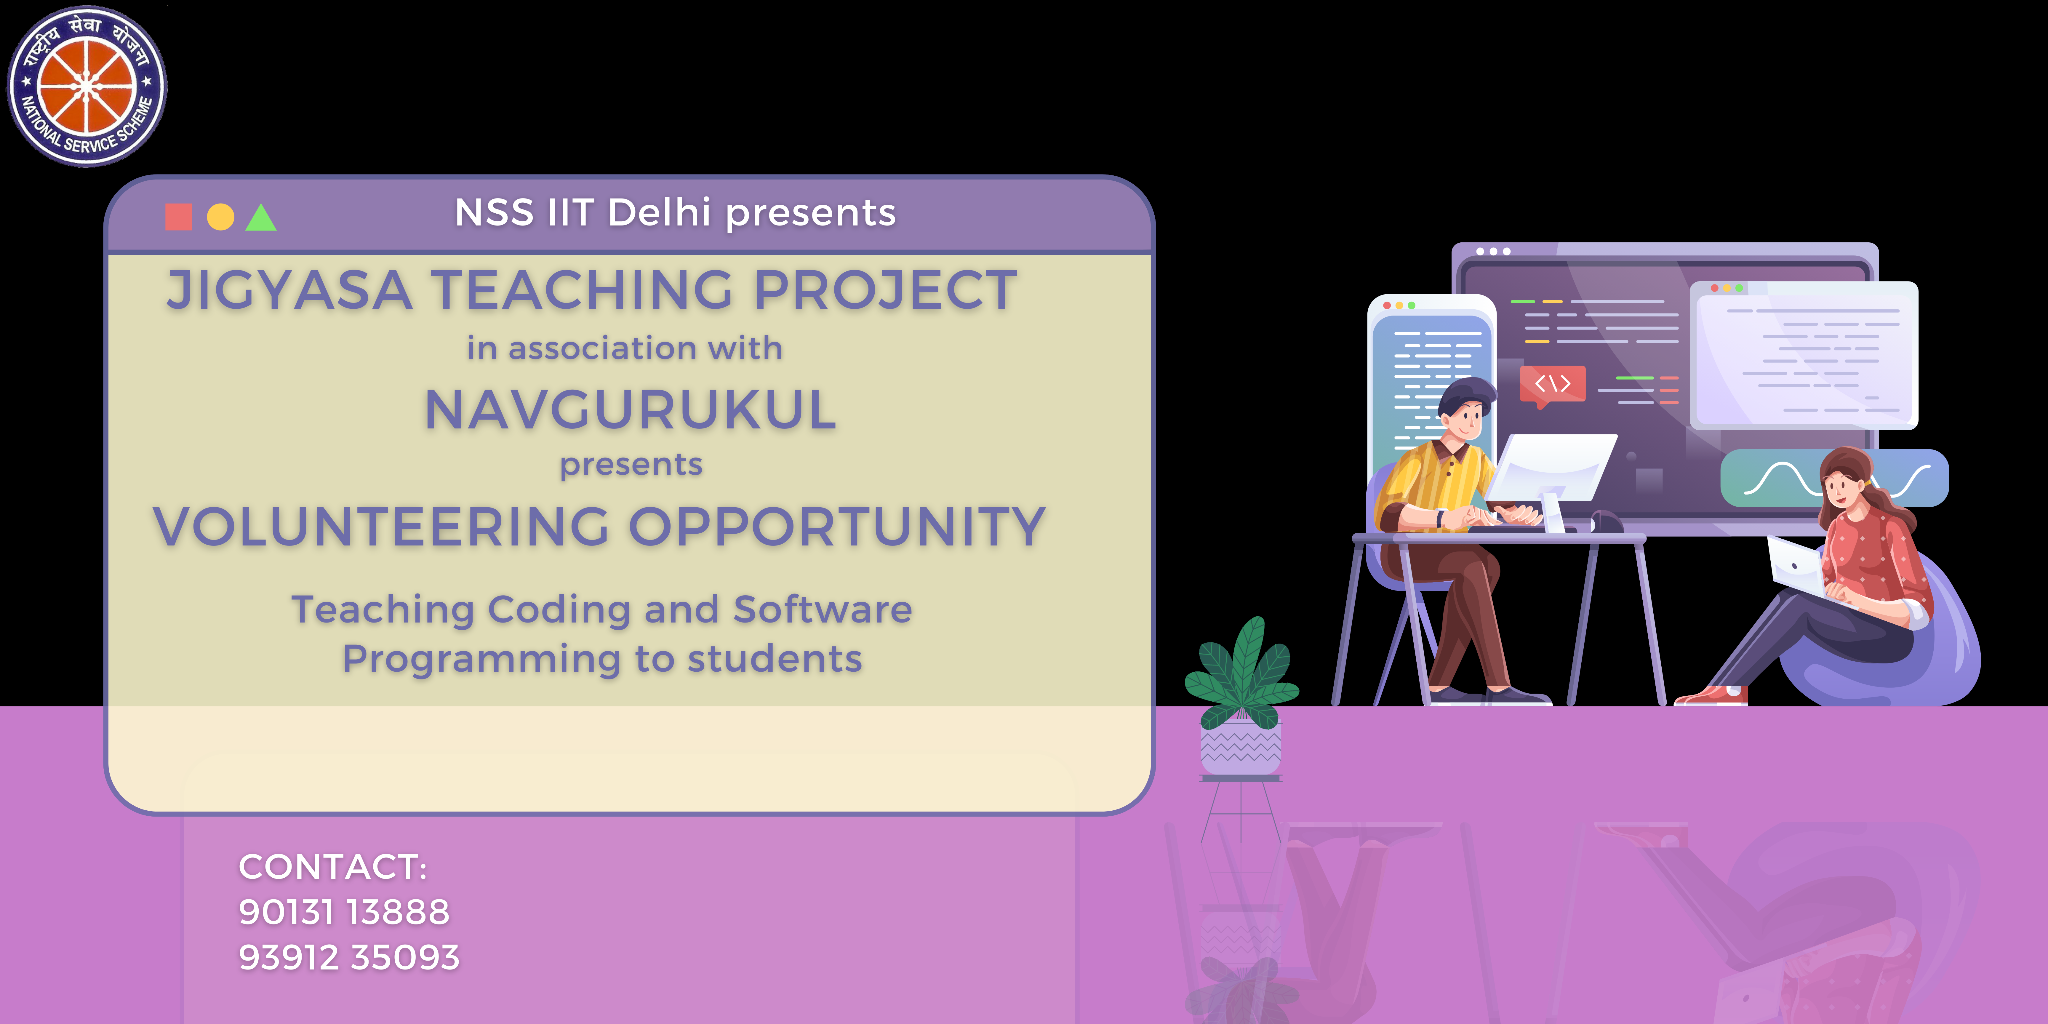 राष्ट्रीय सेवा योजना
NATIONAL SERVICE SCHEME
NSS IIT Delhi presents
JIGYASA TEACHING PROJECT
in association with
NAVGURUKUL
presents
VOLUNTEERING OPPORTUNITY
Teaching Coding and Software
Programming to students
<\>
CONTACT:
90131 13888
93912 35093